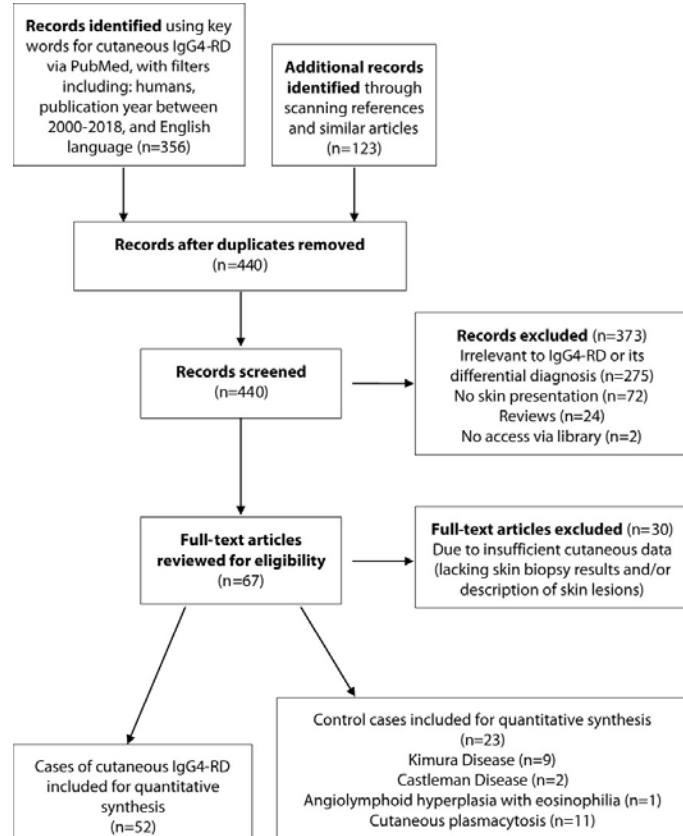 Records identified using key
words for cutaneous IgG4-RD
via PubMed, with filters
including: humans,
publication year between
2000-2018, and English
language (n=356)
Additional records
identified through
scanning references
and similar articles
(n=123)
Records after duplicates removed
(n=440)
Records screened
(n=440)
Records excluded (n=373)
Irrelevant to IgG4-RD or its
differential diagnosis (n=275)
No skin presentation (n=72)
Reviews (n=24)
No access via library (n=2)
Full-text articles
reviewed for eligibility
(n=67)
Full-text articles excluded (n=30)
Due to insufficient cutaneous data
(lacking skin biopsy results and/or
description of skin lesions)
Cases of cutaneous IgG4-RD
included for quantitative
synthesis
(n=52)
Control cases included for quantitative synthesis
(n=23)
Kimura Disease (n=9)
Castleman Disease (n=2)
Angiolymphoid hyperplasia with eosinophilia (n=1)
Cutaneous plasmacytosis (n=11)